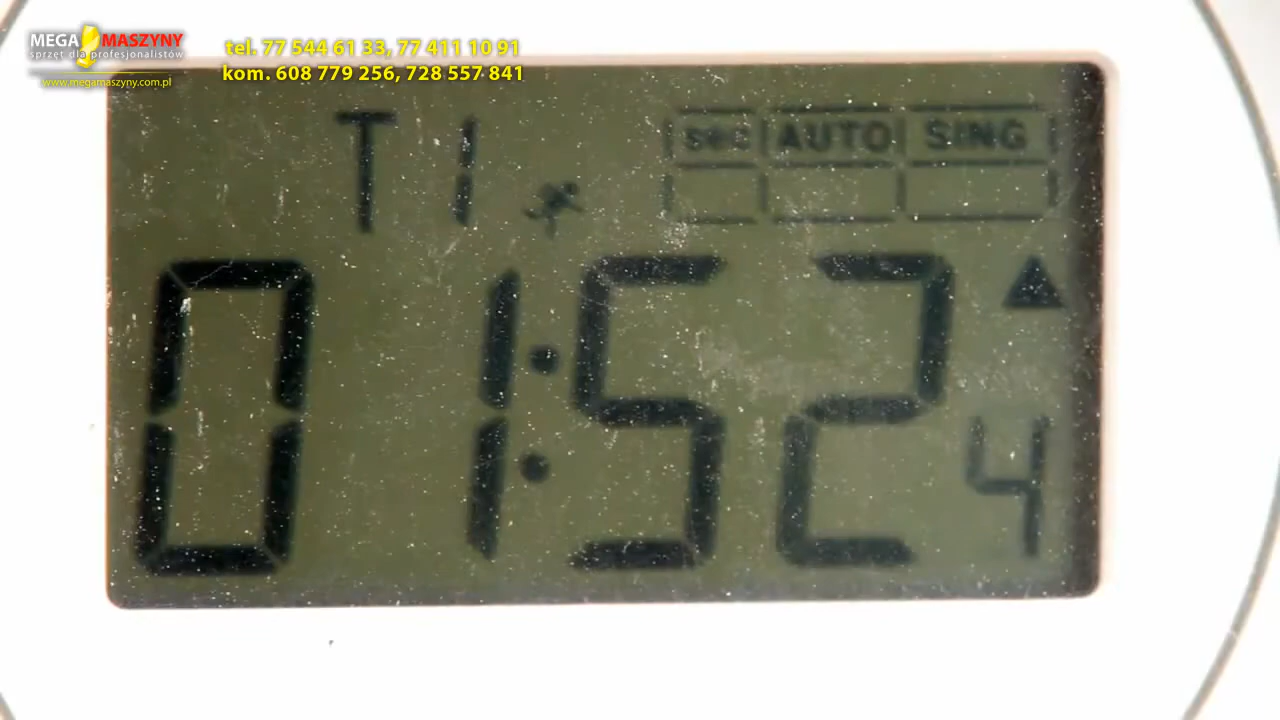 MEGA MASZYNY
sprzęt dla profesjonalistów
www.megamaszyny.com.pl
tel. 77 544 61 33, 77 411 10 91
kom. 608 779 256, 728 557 841
T1
sec AUTO SING
01:52 4